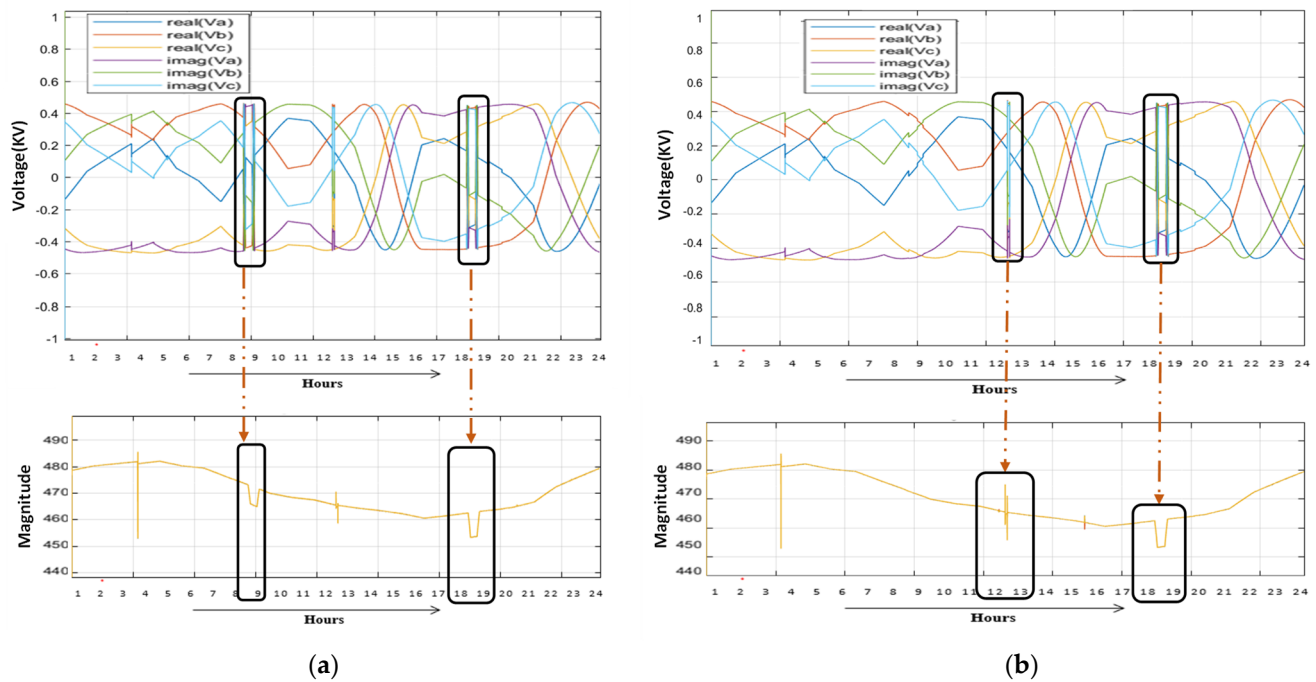 1
0.8
0.6
0.4
0.2
0
-0.2
-0.4
-0.6
-0.8
-1
Voltage(KV)
real(Va)
real(Vb)
real(Vc)
imag(Va)
imag(Vb)
imag(Vc)
1 2 3 4 5 6 7 8 9 10 11 12 13 14 15 16 17 18 19 20 21 22 23 24
Hours
490
480
470
460
450
440
Magnitude
1 2 3 4 5 6 7 8 9 10 11 12 13 14 15 16 17 18 19 20 21 22 23 24
Hours
(a)
1
0.8
0.6
0.4
0.2
0
-0.2
-0.4
-0.6
-0.8
-1
Voltage(KV)
real(Va)
real(Vb)
real(Vc)
imag(Va)
imag(Vb)
imag(Vc)
1 2 3 4 5 6 7 8 9 10 11 12 13 14 15 16 17 18 19 20 21 22 23 24
Hours
490
480
470
460
450
440
Magnitude
1 2 3 4 5 6 7 8 9 10 11 12 13 14 15 16 17 18 19 20 21 22 23 24
Hours
(b)